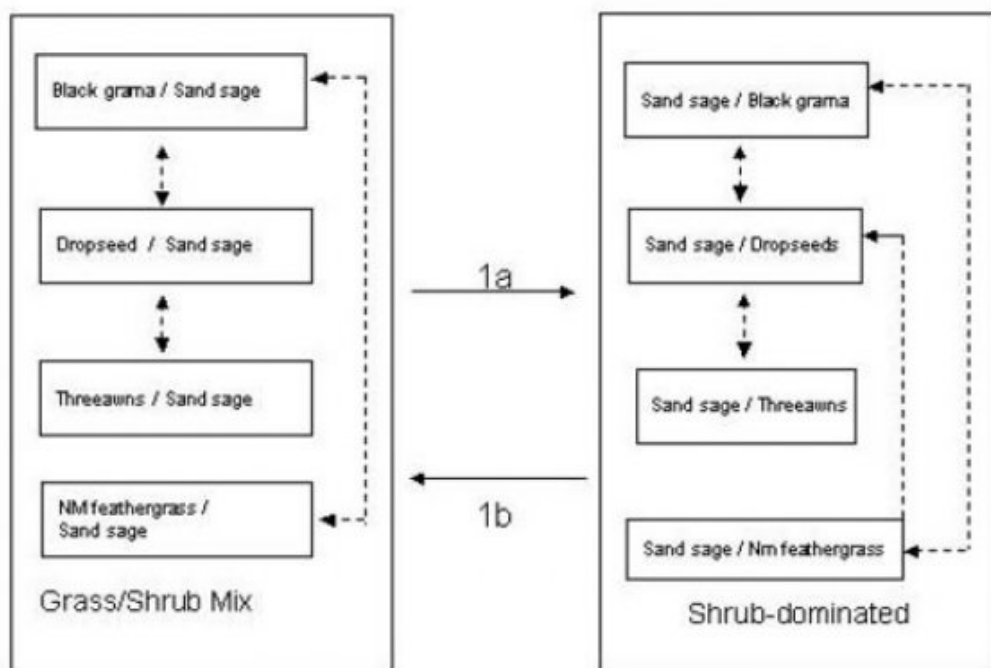 Black grama / Sand sage
Dropseed / Sand sage
Threeawns / Sand sage
NM feathergrass /
Sand sage
Grass/Shrub Mix
1a
1b
Sand sage / Black grama
Sand sage / Dropseeds
Sand sage / Threeawns
Sand sage / Nm feathergrass
Shrub-dominated